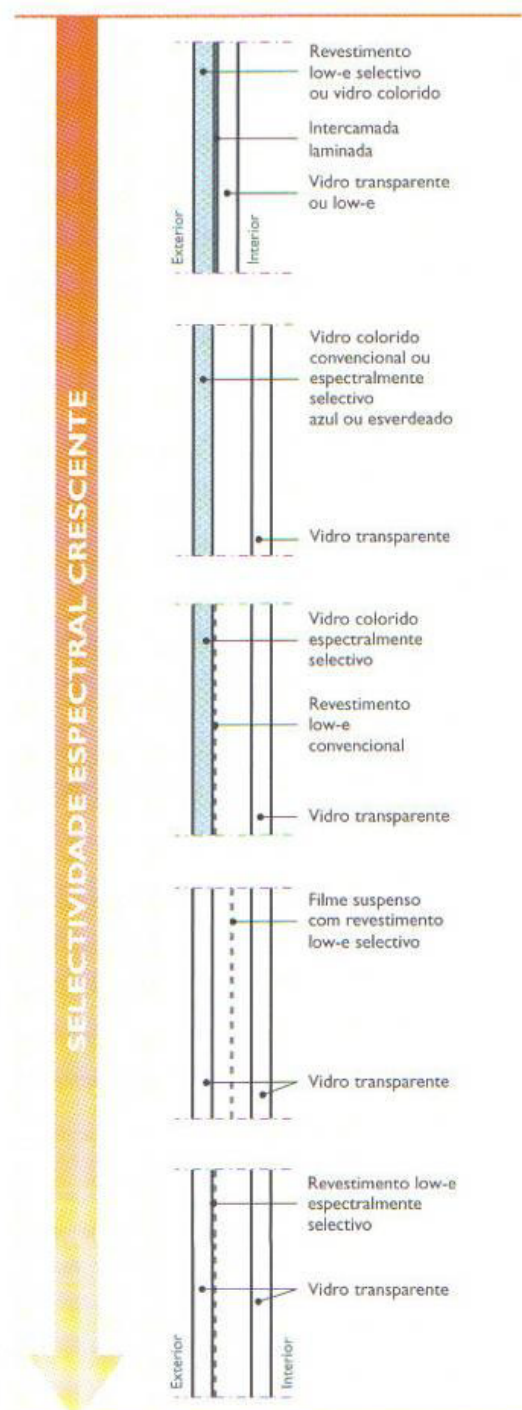 SELECTIVIDADE ESPECTRAL CRESCENTE
Revestimento
low-e selectivo
ou vidro colorido
Intercamada
laminada
Vidro transparente
ou low-e
Exterior
Interior
Vidro colorido
convencional ou
espectralmente
selectivo
azul ou esverdeado
Vidro transparente
Vidro colorido
espectralmente
selectivo
Revestimento
low-e
convencional
Vidro transparente
Filme suspenso
com revestimento
low-e selectivo
Vidro transparente
Revestimento low-e
espectralmente
selectivo
Vidro transparente
Exterior
Interior